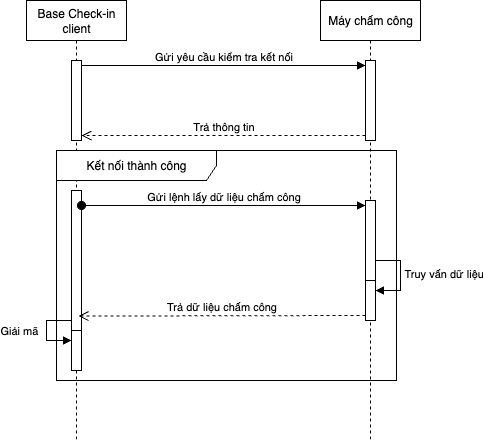 Base Check-in
client
Máy chấm công
Gửi yêu cầu kiểm tra kết nối
Trả thông tin
Kết nối thành công
Gửi lệnh lấy dữ liệu chấm công
Truy vấn dữ liệu
Trả dữ liệu chấm công
Giải mã